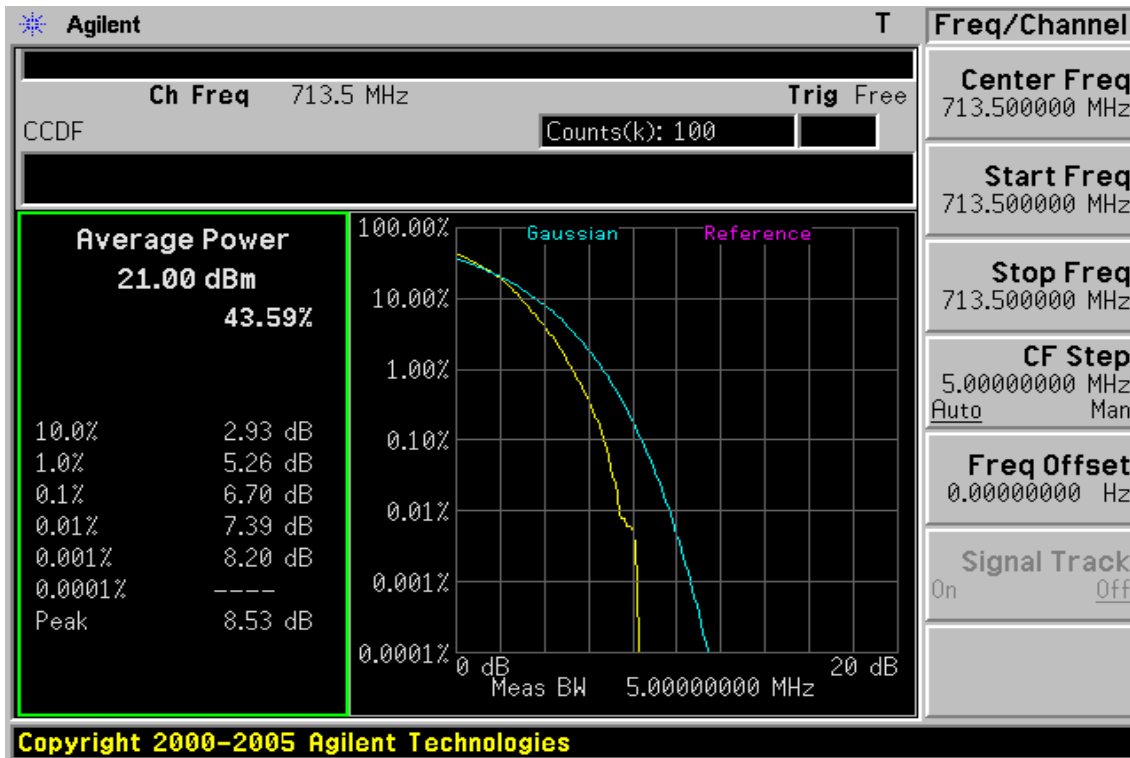 Agilent T
Ch Freq 713.5 MHz Trig Free
CCDF Counts(k): 100
Average Power
21.00 dBm
43.59%
10.0% 2.93 dB
1.0% 5.26 dB
0.1% 6.70 dB
0.01% 7.39 dB
0.001% 8.20 dB
0.0001% ----
Peak 8.53 dB
Gaussian Reference
100.00%
10.00%
1.00%
0.10%
0.01%
0.001%
0.0001%
0 dB 20 dB
Meas BW 5.00000000 MHz
Freq/Channel
Center Freq
713.500000 MHz
Start Freq
713.500000 MHz
Stop Freq
713.500000 MHz
CF Step
5.00000000 MHz
Auto Man
Freq Offset
0.00000000 Hz
Signal Track
On Off
Copyright 2000-2005 Agilent Technologies